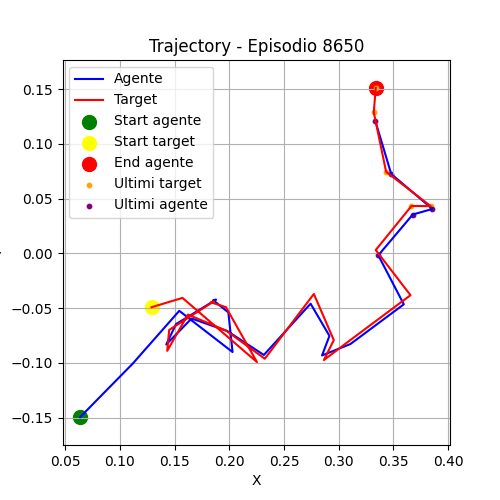 Trajectory - Episodio 8650
Agente
Target
Start agente
Start target
End agente
Ultimi target
Ultimi agente
0.15
0.10
0.05
0.00
−0.05
−0.10
−0.15
0.05 0.10 0.15 0.20 0.25 0.30 0.35 0.40
X